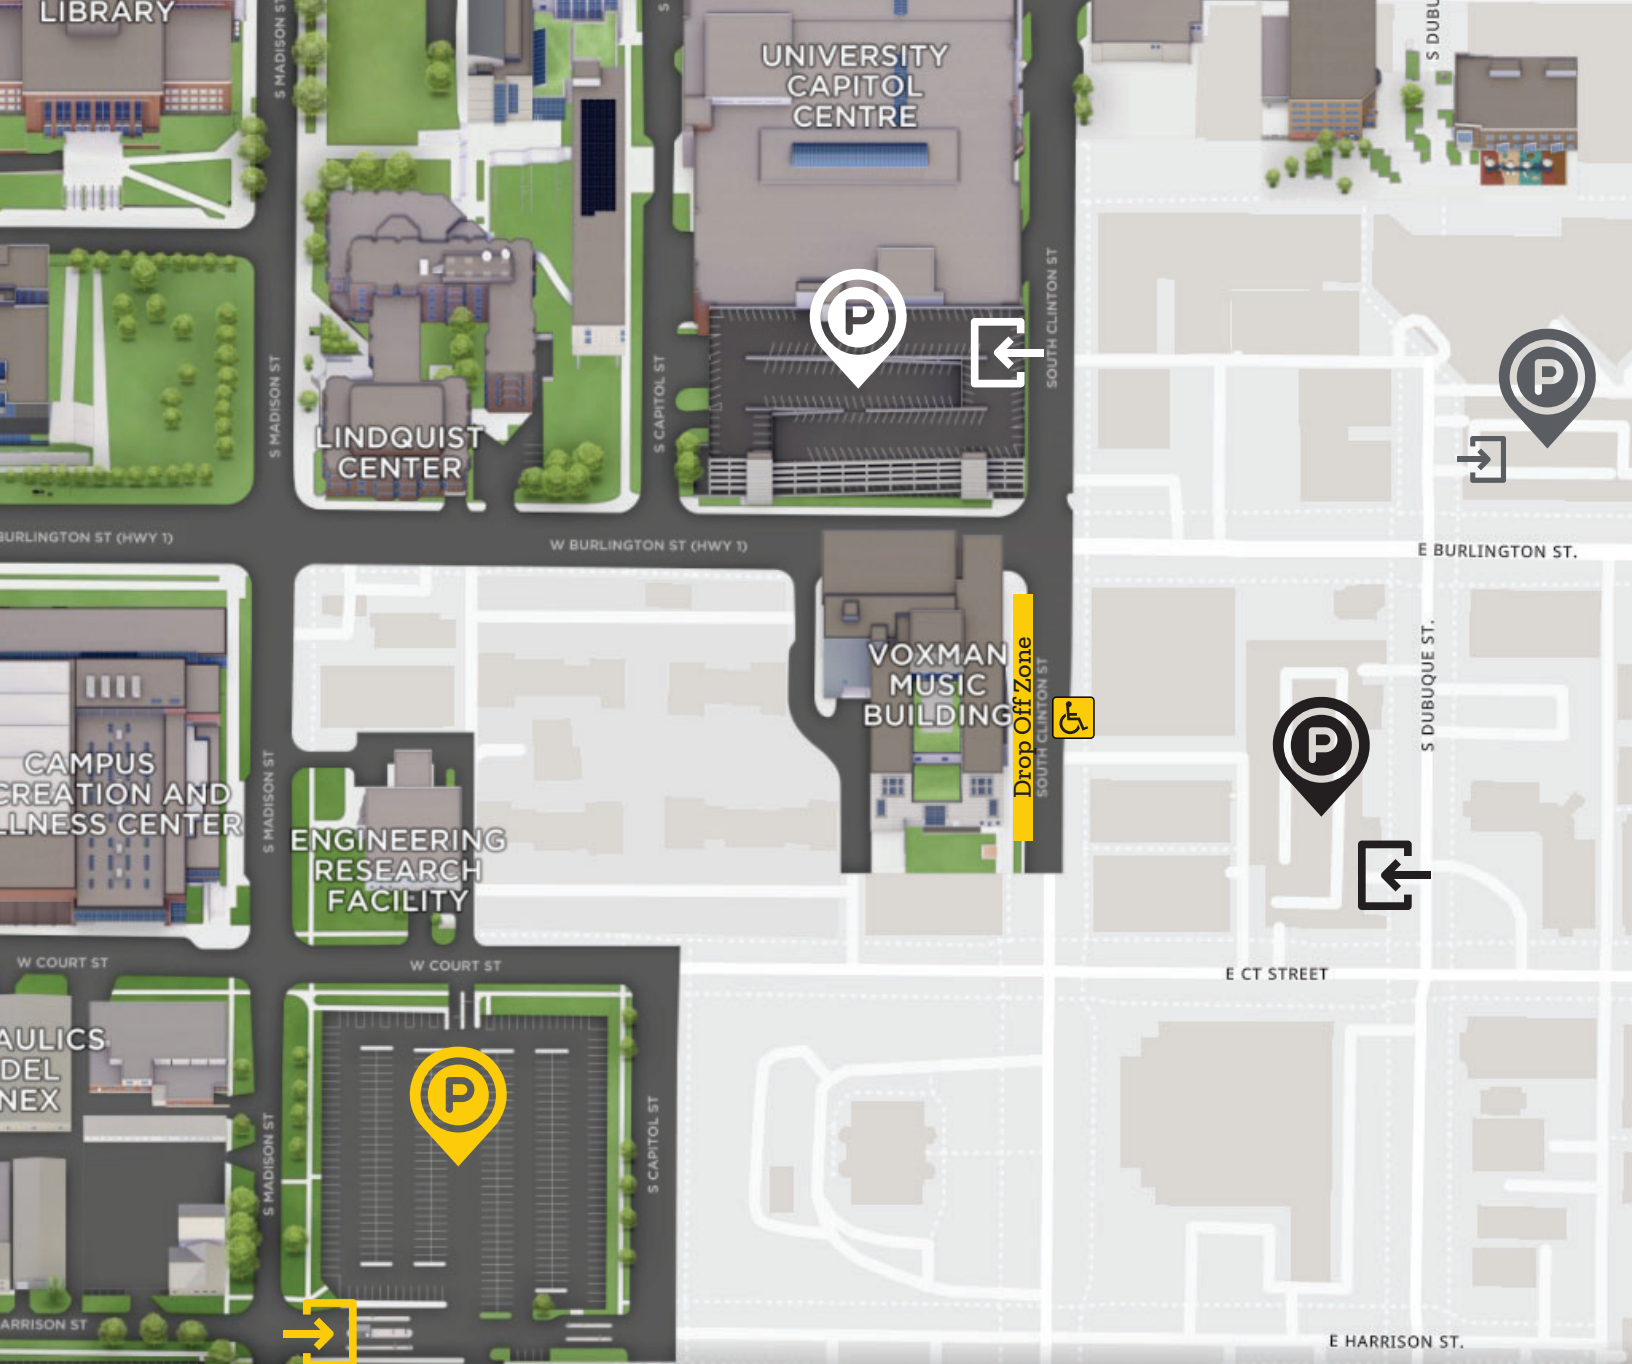 LIBRARY
S MADISON ST
S
S DUBU
UNIVERSITY
CAPITOL
CENTRE
P
SOUTH CLINTON ST
P
S MADISON ST
S CAPITOL ST
LINDQUIST
CENTER
BURLINGTON ST (HWY 1)
W BURLINGTON ST (HWY 1)
E BURLINGTON ST.
VOXMAN
MUSIC
BUILDING
Drop Off Zone
SOUTH CLINTON ST
S DUBUQUE ST.
P
S MADISON ST
CAMPUS
CREATION AND
LLNESS CENTER
ENGINEERING
RESEARCH
FACILITY
W COURT ST
W COURT ST
E CT STREET
AULICS
DEL
NEX
P
S MADISON ST
S CAPITOL ST
ARRISON ST
E HARRISON ST.